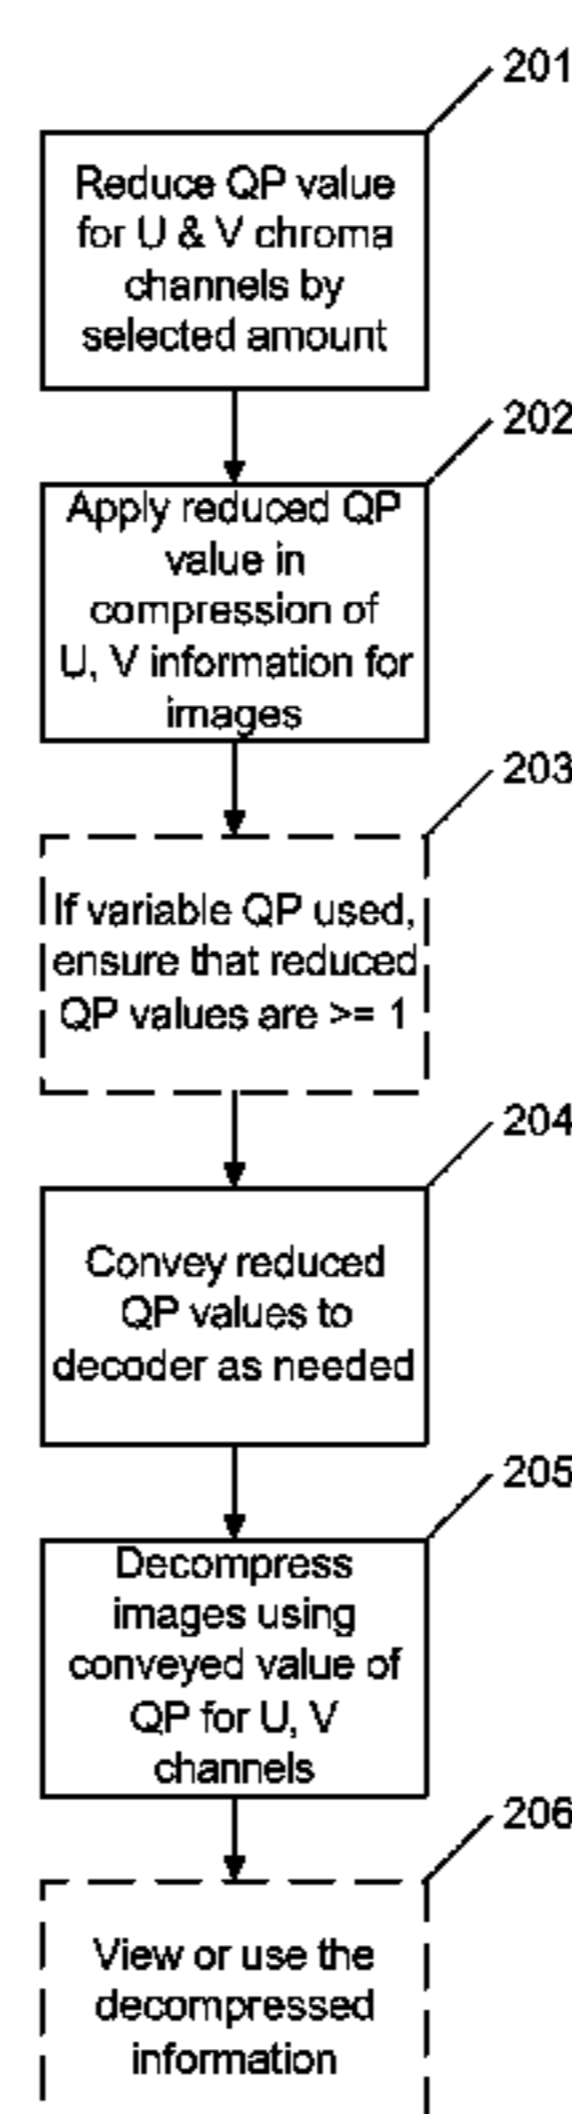 201
Reduce QP value
for U & V chroma
channels by
selected amount
202
Apply reduced QP
value in
compression of
U, V information for
images
203
If variable QP used,
ensure that reduced
QP values are >= 1
204
Convey reduced
QP values to
decoder as needed
205
Decompress
images using
conveyed value of
QP for U, V
channels
206
View or use the
decompressed
information